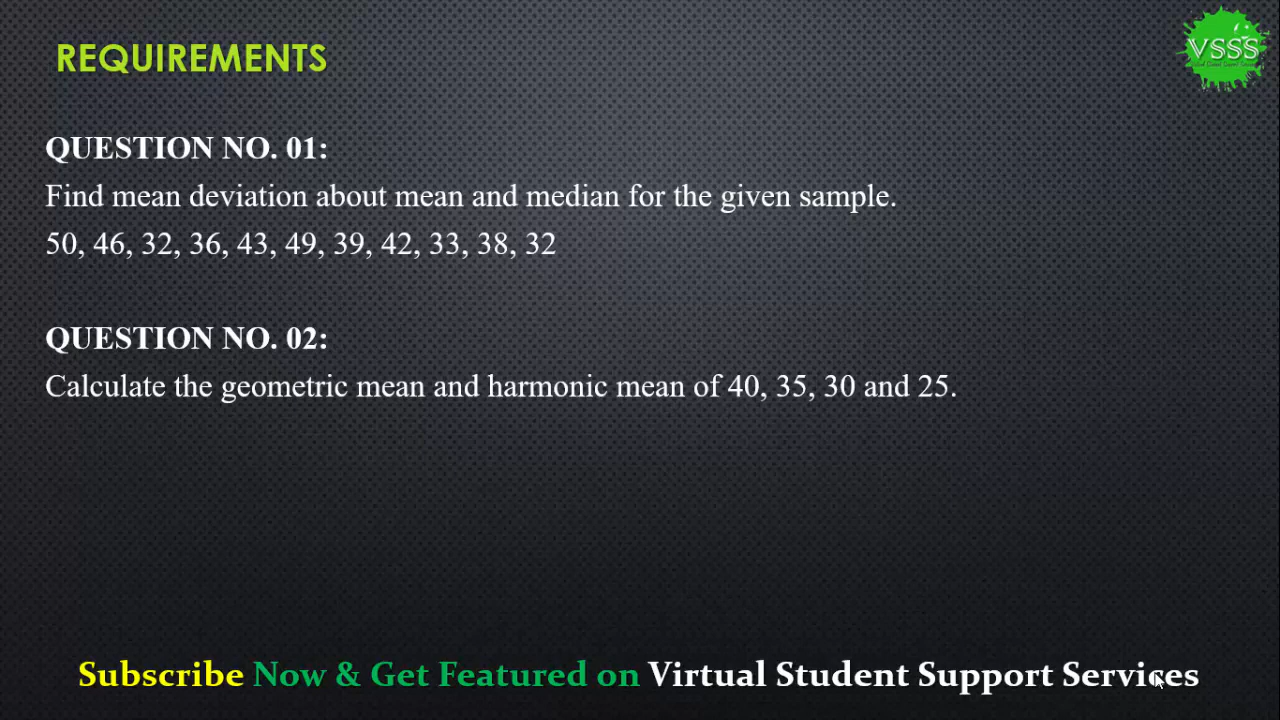 REQUIREMENTS
VSSS
QUESTION NO. 01:
Find mean deviation about mean and median for the given sample.
50, 46, 32, 36, 43, 49, 39, 42, 33, 38, 32
QUESTION NO. 02:
Calculate the geometric mean and harmonic mean of 40, 35, 30 and 25.
Subscribe Now & Get Featured on Virtual Student Support Services